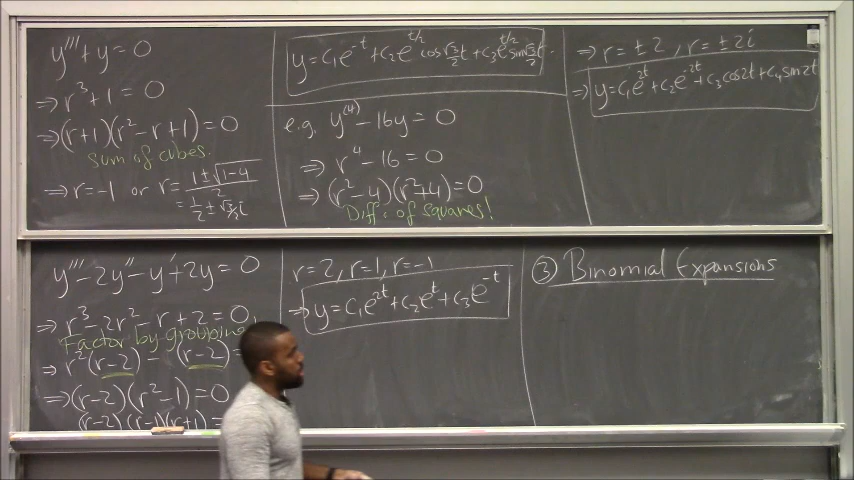 y''' + y = 0
⇒ r³ + 1 = 0
⇒ (r+1)(r² - r + 1) = 0
Sum of cubes.
⇒ r = -1 or r = (1 ± √(1-4))/2
= 1/2 ± √3/2 i
y = c₁e^{-t} + c₂e^{t/2} cos √3/2 t + c₃e^{t/2} sin √3/2 t.
e.g. y⁽⁴⁾ - 16y = 0
⇒ r⁴ - 16 = 0
⇒ (r² - 4)(r² + 4) = 0
Diff. of squares!
⇒ r = ±2, r = ±2i
⇒ y = c₁e^{2t} + c₂e^{-2t} + c₃cos2t + c₄sin2t
y''' - 2y'' - y' + 2y = 0
⇒ r³ - 2r² - r + 2 = 0.
Factor by grouping
⇒ r²(r-2) - (r-2) =
⇒ (r-2)(r² - 1) = 0
(r-2)(r-1)(r+1) =
r = 2, r = 1, r = -1
⇒ y = c₁e^{2t} + c₂e^{t} + c₃e^{-t}
③ Binomial Expansions